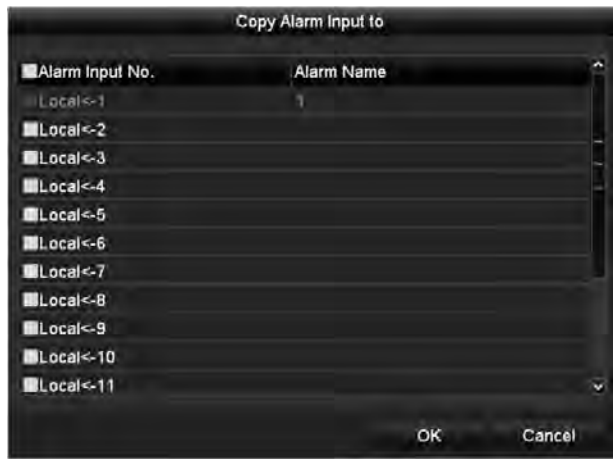 Copy Alarm Input to
Alarm Input No. Alarm Name
Local<-1 1
Local<-2
Local<-3
Local<-4
Local<-5
Local<-6
Local<-7
Local<-8
Local<-9
Local<-10
Local<-11
OK Cancel